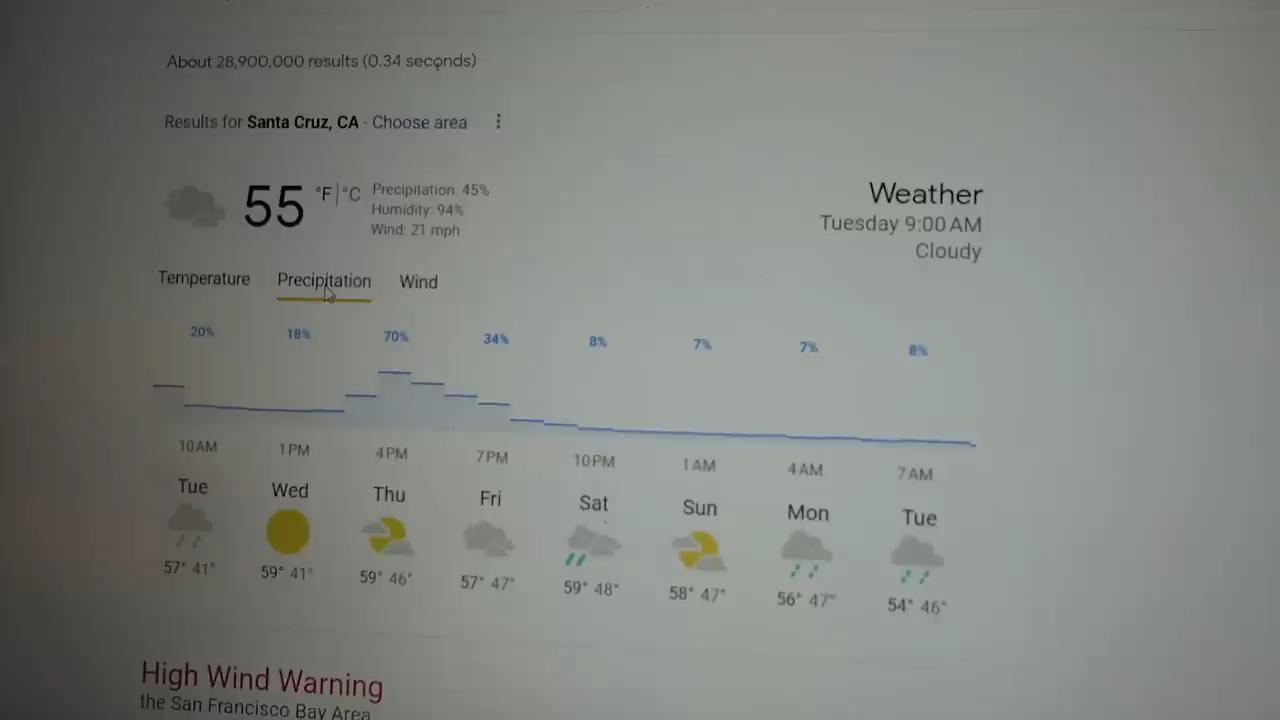 About 28,900,000 results (0.34 seconds)
Results for Santa Cruz, CA · Choose area
55 °F|°C
Precipitation: 45%
Humidity: 94%
Wind: 21 mph
Weather
Tuesday 9:00 AM
Cloudy
Temperature Precipitation Wind
20% 18% 70% 34% 8% 7% 7% 8%
10 AM 1 PM 4 PM 7 PM 10 PM 1 AM 4 AM 7 AM
Tue Wed Thu Fri Sat Sun Mon Tue
57° 41° 59° 41° 59° 46° 57° 47° 59° 48° 58° 47° 56° 47° 54° 46°
High Wind Warning
the San Francisco Bay Area